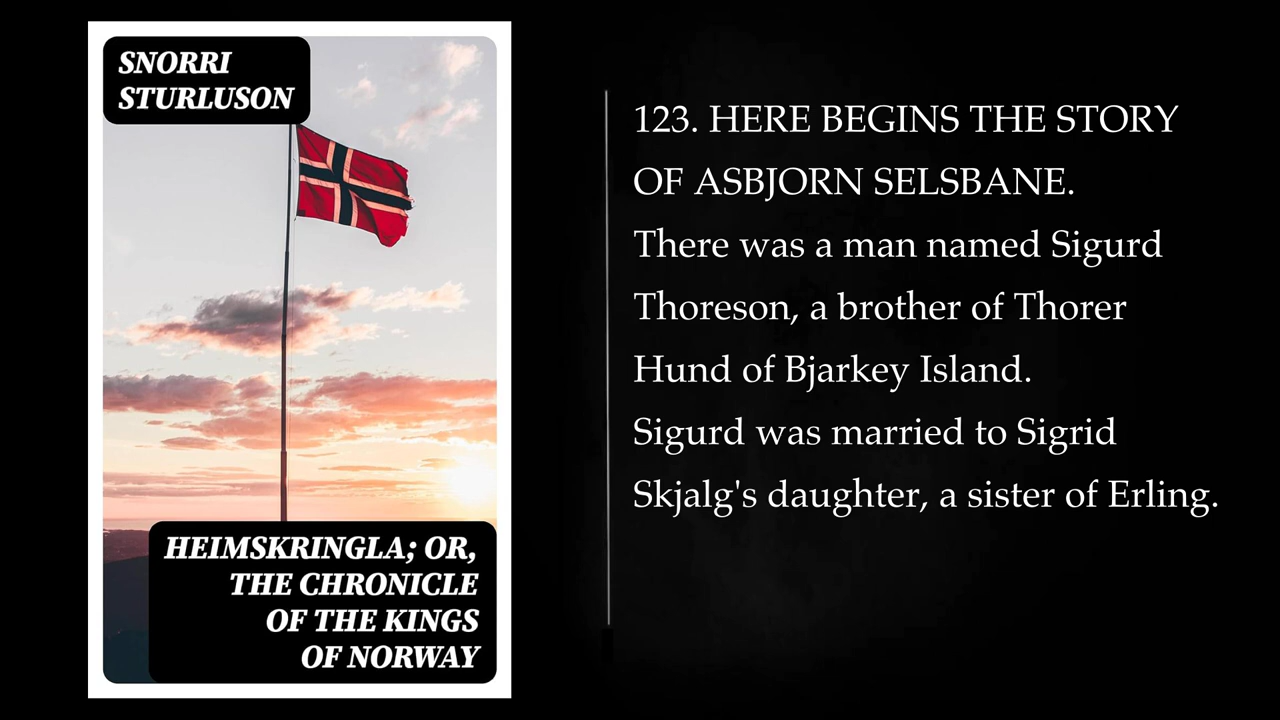 SNORRI
STURLUSON
HEIMSKRINGLA; OR,
THE CHRONICLE
OF THE KINGS
OF NORWAY
123. HERE BEGINS THE STORY
OF ASBJORN SELSBANE.
There was a man named Sigurd
Thoreson, a brother of Thorer
Hund of Bjarkey Island.
Sigurd was married to Sigrid
Skjalg's daughter, a sister of Erling.